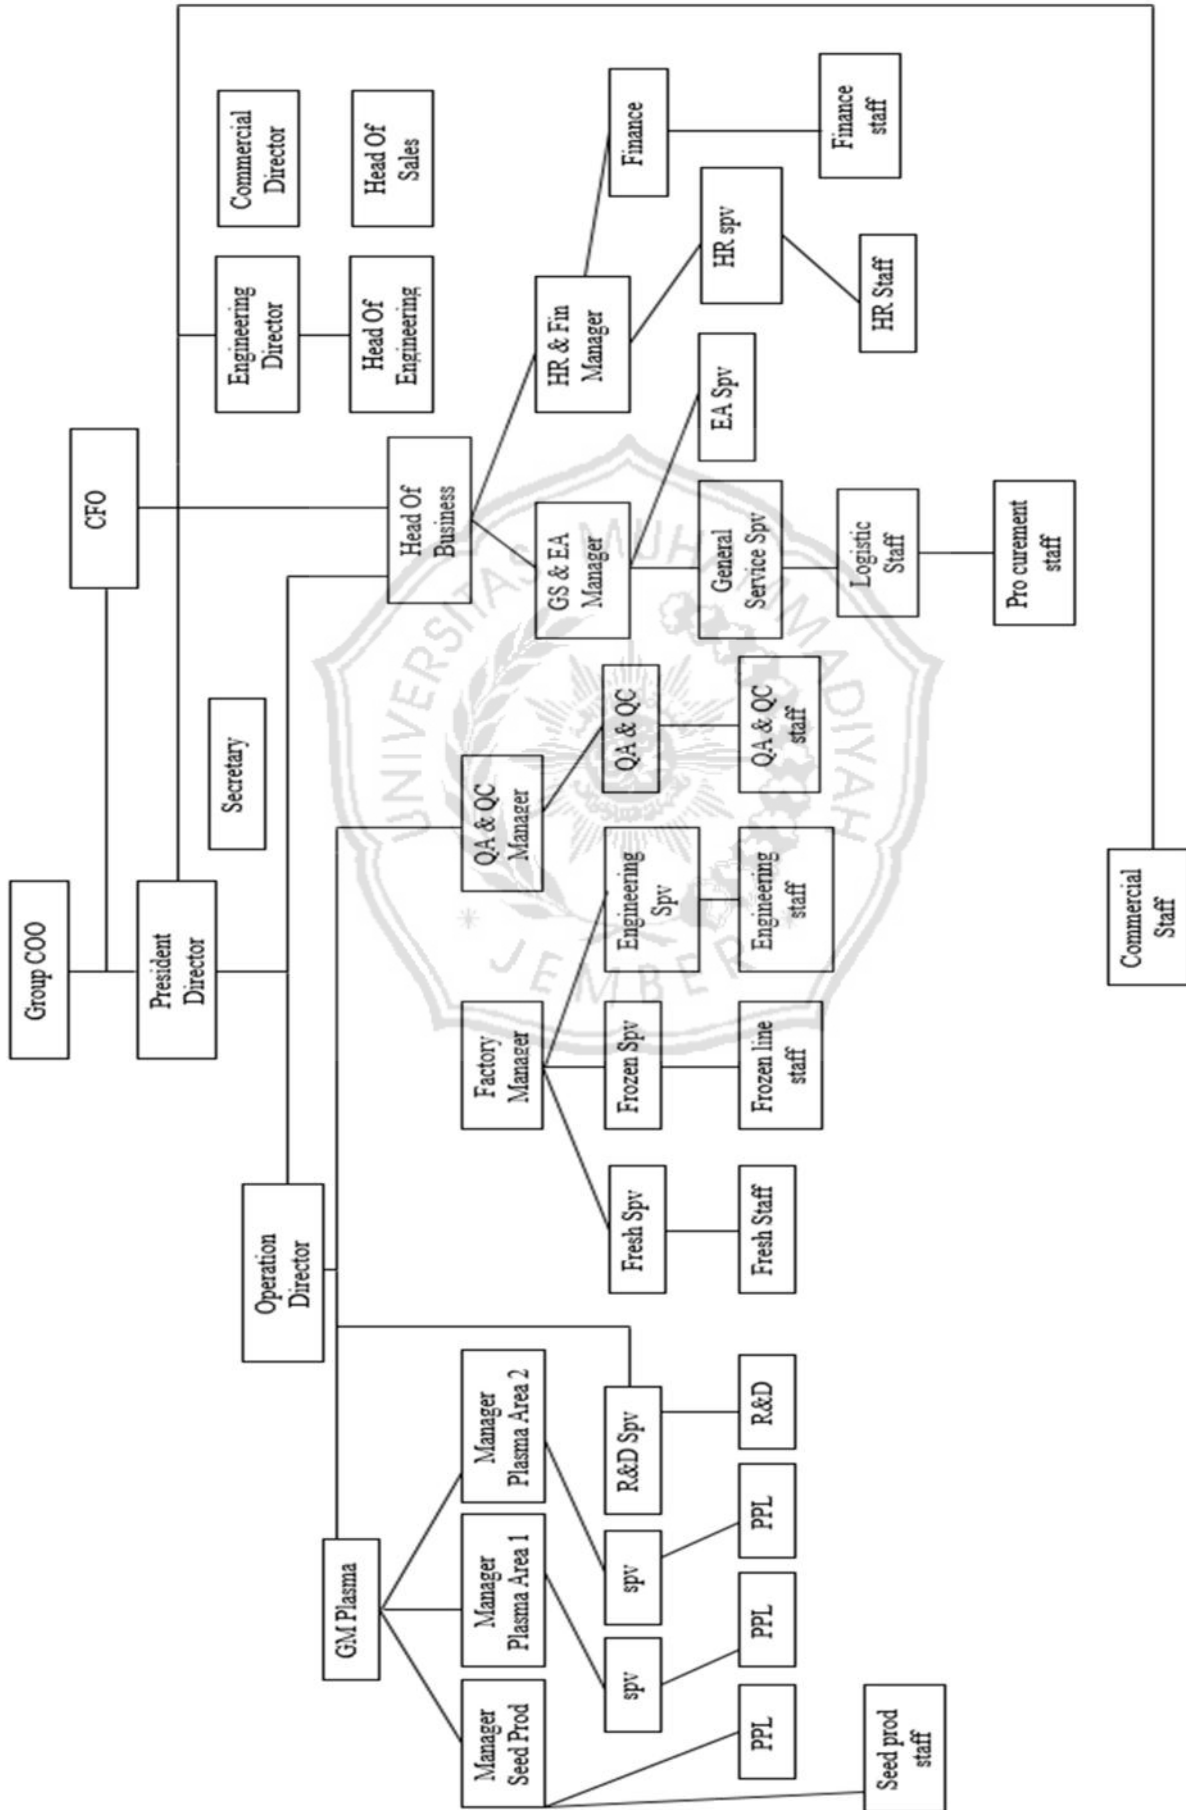 Group COO
CFO
President
Director
Secretary
Engineering
Director
Commercial
Director
Operation
Director
Head Of
Engineering
Head Of
Sales
GM Plasma
Head Of
Business
Manager
Seed Prod
Manager
Plasma Area 1
Manager
Plasma Area 2
Factory
Manager
QA & QC
Manager
GS & EA
Manager
HR & Fin
Manager
Finance
spv
spv
R&D Spv
Fresh Spv
Frozen Spv
Engineering
Spv
QA & QC
General
Service Spv
EA Spv
HR spv
PPL
PPL
PPL
R&D
Fresh Staff
Frozen line
staff
Engineering
staff
QA & QC
staff
Logistic
Staff
HR Staff
Finance
staff
Seed prod
staff
Pro curement
staff
Commercial
Staff
UNIVERSITAS MUHAMMADIYAH
JEMBER